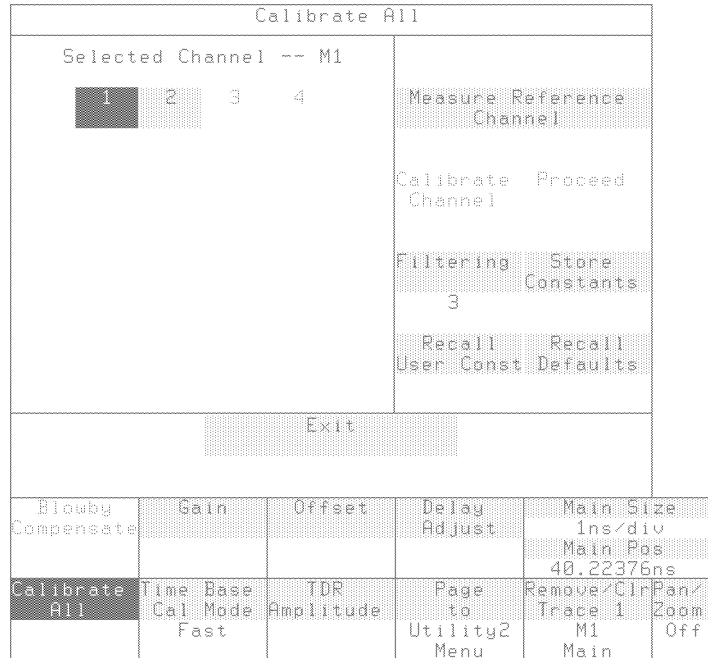 Calibrate All
Selected Channel -- M1
1 2 3 4
Measure Reference
Channel
Calibrate Proceed
Channel
Filtering Store
Constants
3
Recall Recall
User Const Defaults
Exit
Blowby Gain Offset Delay Main Size
Compensate Adjust 1ns/div
Main Pos
40.22376ns
Calibrate Time Base TDR Page Remove/Clr Pan/
All Cal Mode Amplitude to Trace 1 Zoom
Fast Utility2 M1 Off
Menu Main